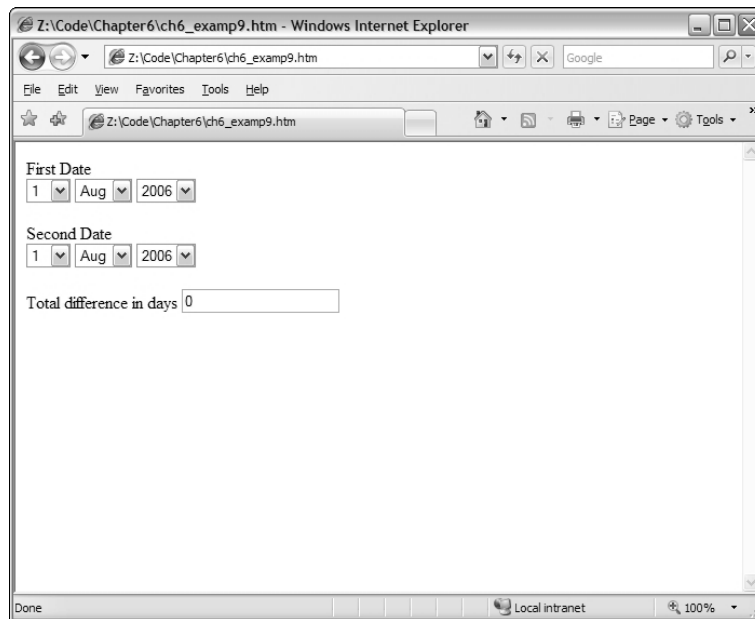 Z:\Code\Chapter6\ch6_examp9.htm - Windows Internet Explorer
Z:\Code\Chapter6\ch6_examp9.htm
Google
File Edit View Favorites Tools Help
Z:\Code\Chapter6\ch6_examp9.htm
Page Tools »
First Date
1 Aug 2006
Second Date
1 Aug 2006
Total difference in days 0
Done
Local intranet
100%